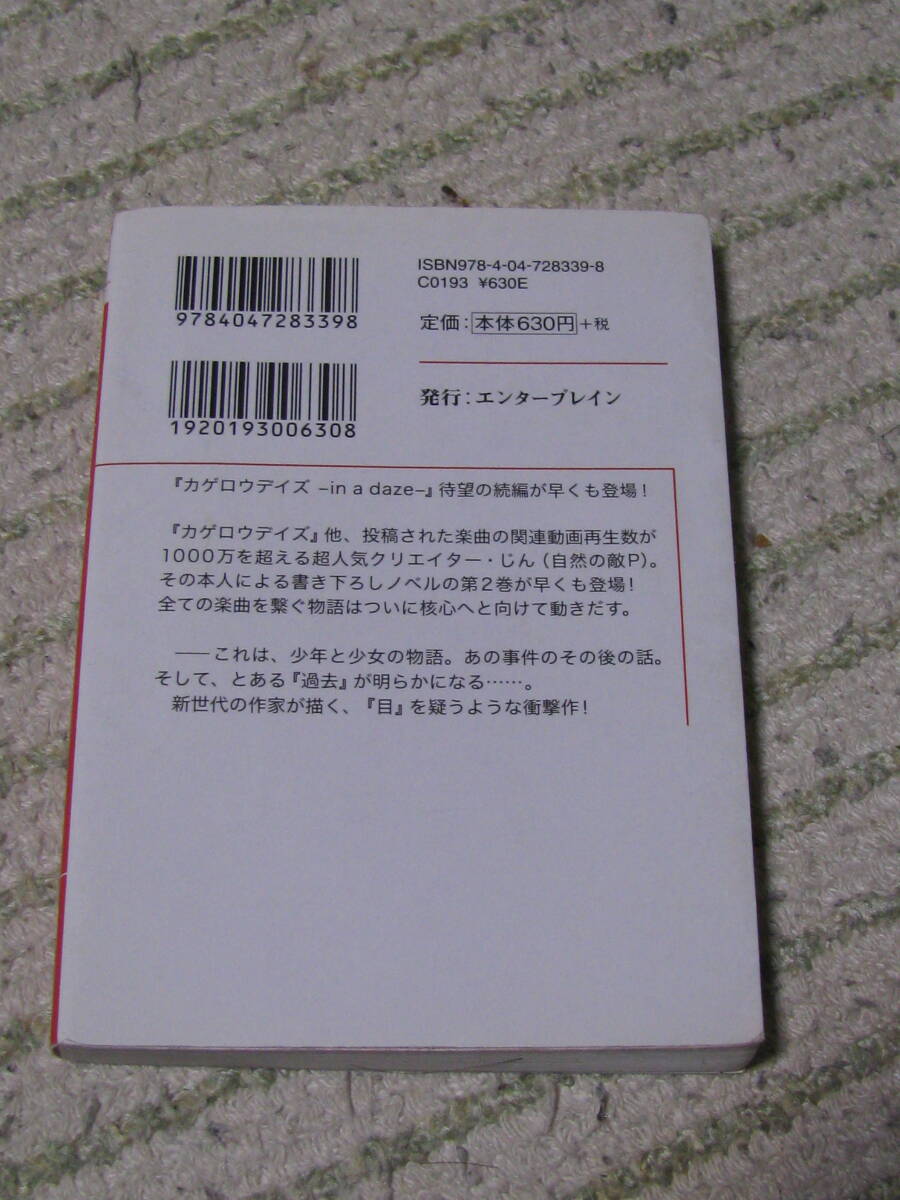 9784047283398
1920193006308
ISBN978-4-04-728339-8
C0193 ¥630E
定価:本体630円+税
発行:エンターブレイン
『カゲロウデイズ –in a daze–』待望の続編が早くも登場!
『カゲロウデイズ』他、投稿された楽曲の関連動画再生数が
1000万を超える超人気クリエイター・じん(自然の敵P)。
その本人による書き下ろしノベルの第2巻が早くも登場!
全ての楽曲を繋ぐ物語はついに核心へと向けて動きだす。
――これは、少年と少女の物語。あの事件のその後の話。
そして、とある『過去』が明らかになる……。
新世代の作家が描く、『目』を疑うような衝撃作!